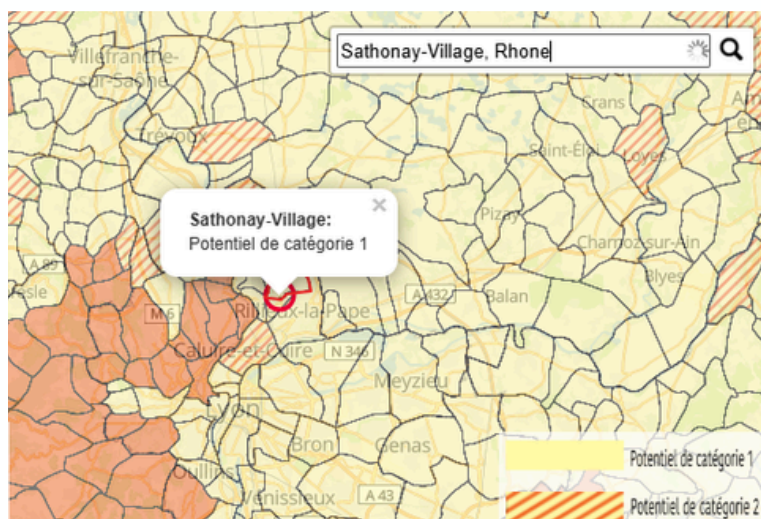 Villefranche-
sur-Saône
Sathonay-Village, Rhone
Crans
Trévoux
Saint-Éloi
Loyes
Sathonay-Village:
Potentiel de catégorie 1
Pizay
Charnoz-sur-Ain
A 89
Blyes
A 432
Balan
M 6
Rillieux-la-Pape
Caluire-et-Cuire
N 346
Meyzieu
Lyon
Bron
Genas
Oullins
Potentiel de catégorie 1
Vénissieux
A 43
Potentiel de catégorie 2